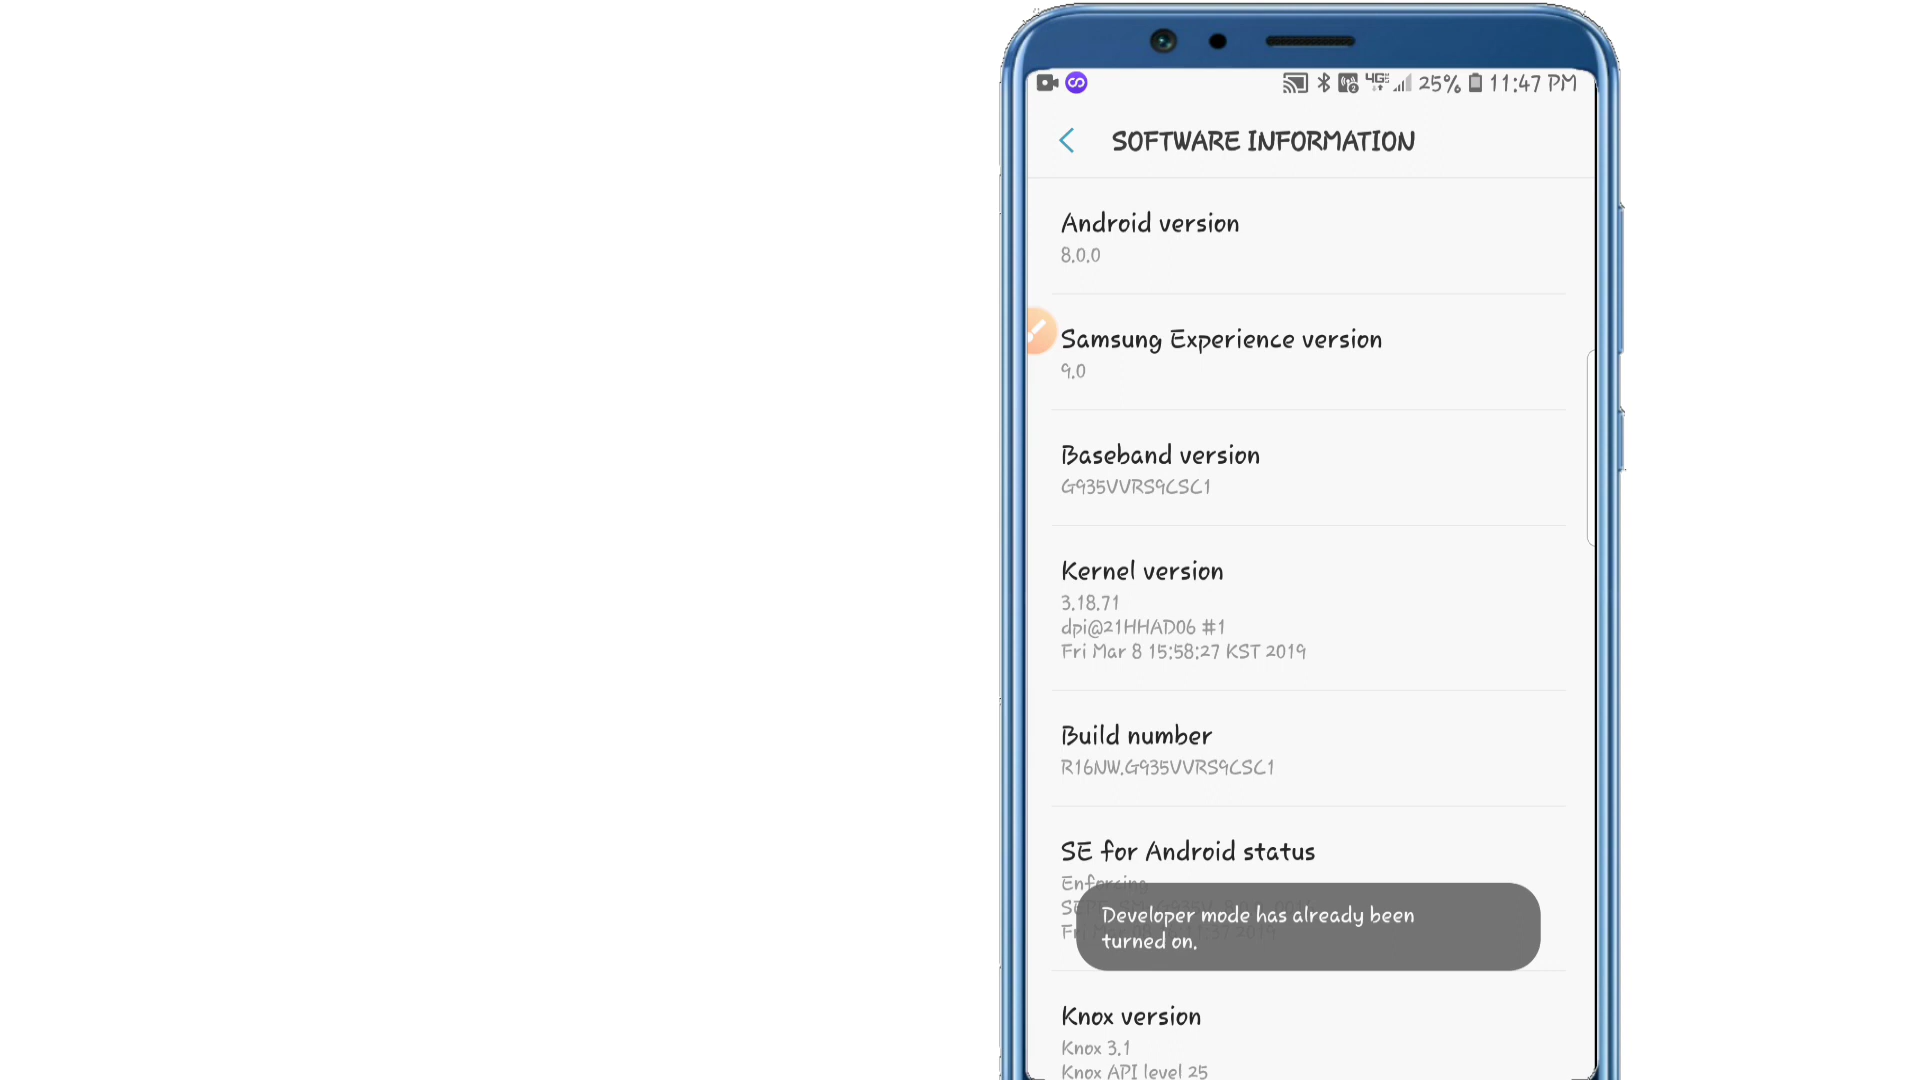 4G 25% 11:47 PM
SOFTWARE INFORMATION
Android version
8.0.0
Samsung Experience version
9.0
Baseband version
G935VVRS9CSC1
Kernel version
3.18.71
dpi@21HHAD06 #1
Fri Mar 8 15:58:27 KST 2019
Build number
R16NW.G935VVRS9CSC1
SE for Android status
Enforcing
Developer mode has already been
turned on.
Knox version
Knox 3.1
Knox API level 25